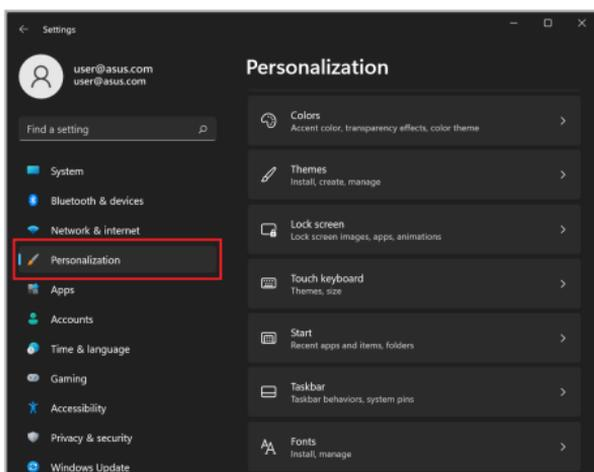 Settings
user@asus.com
user@asus.com
Find a setting
System
Bluetooth & devices
Network & internet
Personalization
Apps
Accounts
Time & language
Gaming
Accessibility
Privacy & security
Windows Update
Personalization
Colors
Accent color, transparency effects, color theme
Themes
Install, create, manage
Lock screen
Lock screen images, apps, animations
Touch keyboard
Themes, size
Start
Recent apps and items, folders
Taskbar
Taskbar behaviors, system pins
Fonts
Install, manage